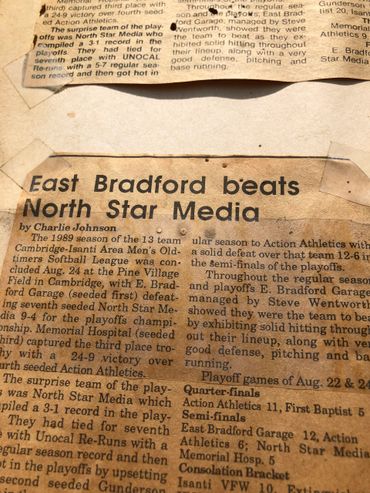 third captured third place with
a 24-9 victory over fourth seed
ed Action Athletics.
The surprise team of the play
offs was North Star Media who
compiled a 3-1 record in the
playoffs. They had tied for
seventh place with UNOCAL
Re-runs with a 5-7 regular sea
son record and then got hot in
Throughout the regular sea
son and the playoffs, East Brad
ford Garage, managed by Steve
Wentworth, showed they were
the team to beat as they ex
hibited solid hitting throughout
their lineup, along with a very
good defense, pitching and
base running.
Gunderson
tist 20, Isan
The
Memorial
Athletics 9
F
E. Bradfo
Star Media
East Bradford beats
North Star Media
by Charlie Johnson
The 1989 season of the 13 team
Cambridge-Isanti Area Men's Old-
timers Softball League was con
cluded Aug. 24 at the Pine Village
Field in Cambridge, with E. Brad
ford Garage (seeded first) defeat
ing seventh seeded North Star Me
dia 9-4 for the playoffs champi
onship. Memorial Hospital (seeded
third) captured the third place tro
phy with a 24-9 victory over
fourth seeded Action Athletics.
The surprise team of the play-
was North Star Media which
piled a 3-1 record in the play
They had tied for seventh
with Unocal Re-Runs with a
egular season record and then
ot in the playoffs by upsetting
second seeded Gunderson
ular season to Action Athletics with
a solid defeat over that team 12-6 in
the semi-finals of the playoffs.
Throughout the regular season
and playoffs E. Bradford Garage
managed by Steve Wentworth
showed they were the team to beat
by exhibiting solid hitting through
out their lineup, along with ver
good defense, pitching and ba
running.
Playoff games of Aug. 22 & 24
Quarter-finals
Action Athletics 11, First Baptist 5
Semi-finals
East Bradford Garage 12, Action
Athletics 6; North Star Media
Memorial Hosp. 5
Consolation Bracket
Isanti VFW 10,